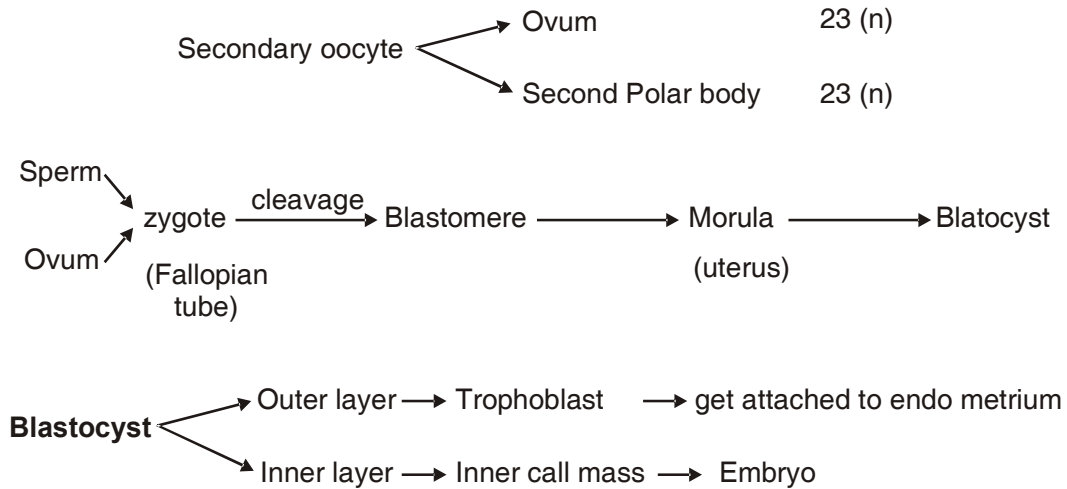 Ovum 23 (n)
Secondary oocyte
Second Polar body 23 (n)
Sperm
cleavage
zygote Blastomere Morula Blatocyst
Ovum
(Fallopian
tube)
(uterus)
Outer layer Trophoblast get attached to endo metrium
Blastocyst
Inner layer Inner call mass Embryo